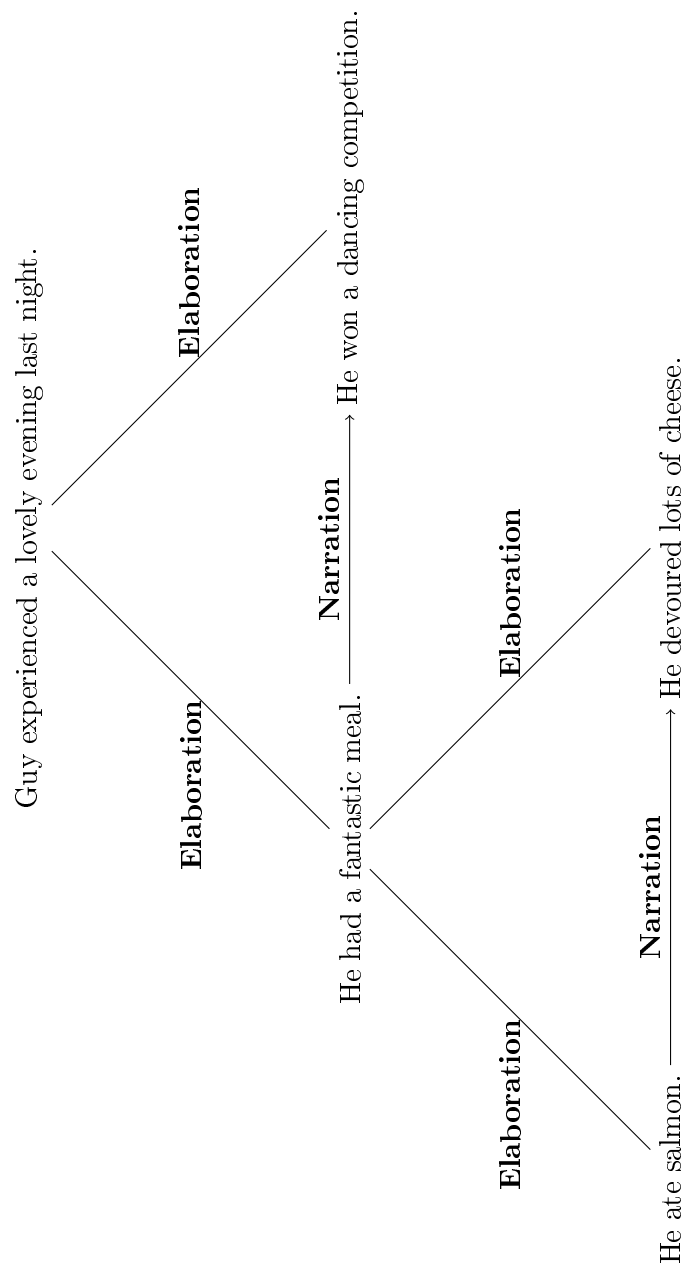 Guy experienced a lovely evening last night.
Elaboration
Elaboration
He had a fantastic meal.
Narration
He won a dancing competition.
Elaboration
Elaboration
He ate salmon.
Narration
He devoured lots of cheese.